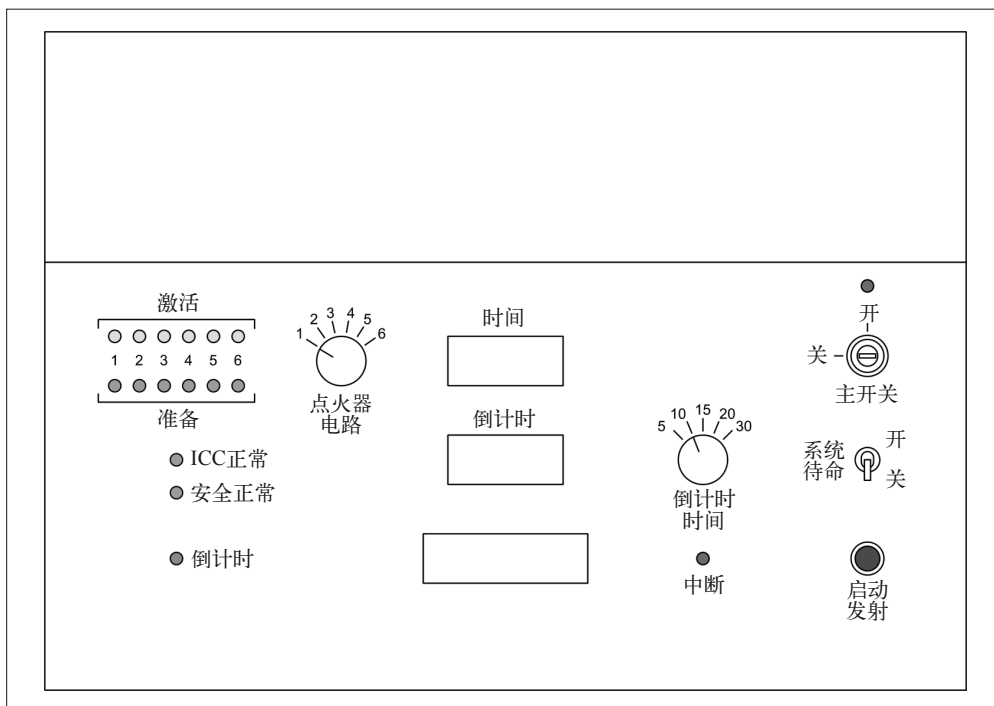 激活
1 2 3 4 5 6
准备
ICC正常
安全正常
倒计时
1 2 3 4 5 6
点火器
电路
时间
倒计时
5 10 15 20 30
倒计时
时间
中断
开
关
主开关
系统
待命
开
关
启动
发射